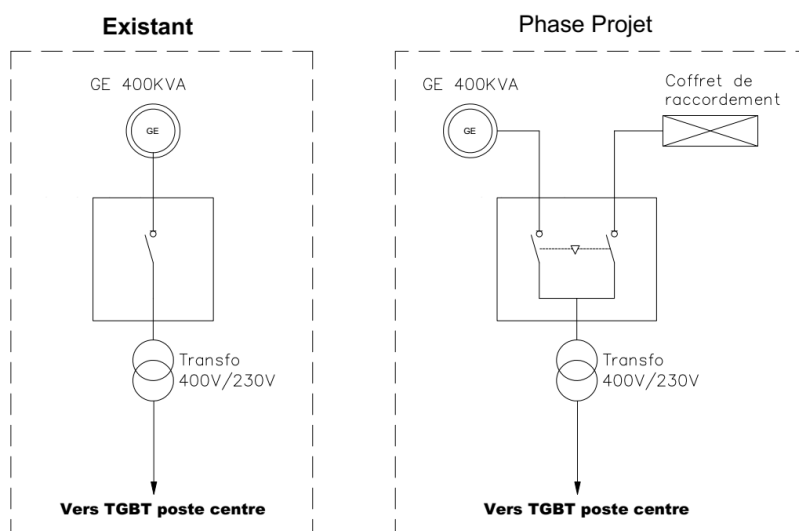 Existant
GE 400KVA
GE
Transfo
400V/230V
Vers TGBT poste centre
Phase Projet
GE 400KVA
GE
Coffret de
raccordement
Transfo
400V/230V
Vers TGBT poste centre